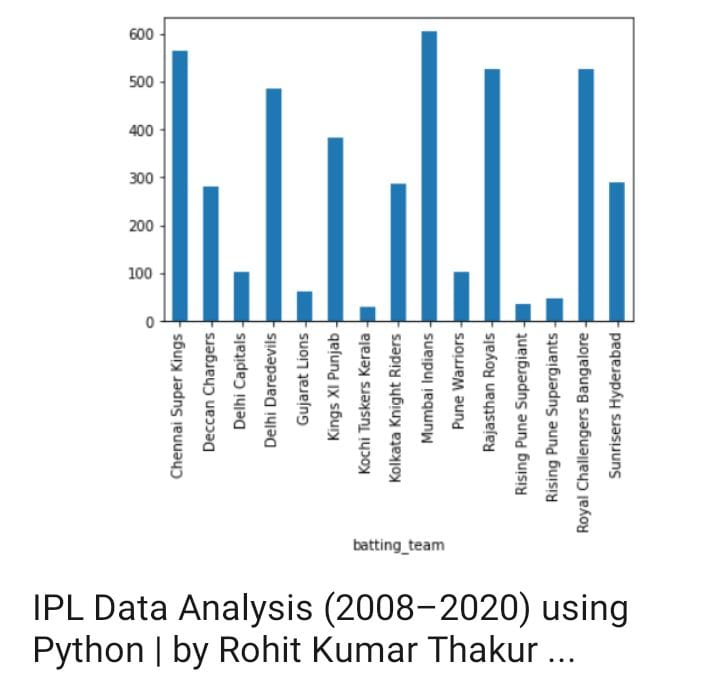 600
500
400
300
200
100
0
Chennai Super Kings
Deccan Chargers
Delhi Capitals
Delhi Daredevils
Gujarat Lions
Kings XI Punjab
Kochi Tuskers Kerala
Kolkata Knight Riders
Mumbai Indians
Pune Warriors
Rajasthan Royals
Rising Pune Supergiant
Rising Pune Supergiants
Royal Challengers Bangalore
Sunrisers Hyderabad
batting_team
IPL Data Analysis (2008–2020) using
Python | by Rohit Kumar Thakur ...